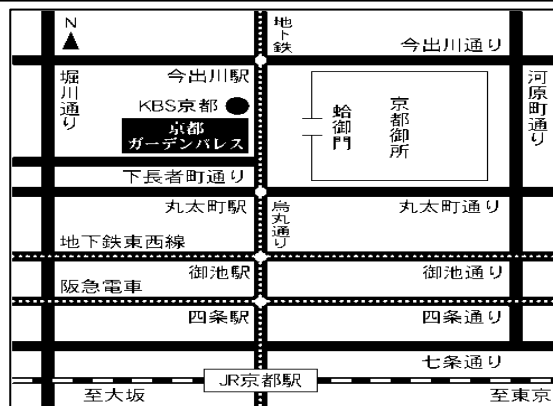 N
地下鉄
今出川通り
今出川駅
堀川通り
KBS京都
京都
ガーデンパレス
蛤御門
京都御所
河原町通り
下長者町通り
丸太町駅
烏丸通り
丸太町通り
地下鉄東西線
御池駅
御池通り
阪急電車
四条駅
四条通り
七条通り
JR京都駅
至大坂
至東京